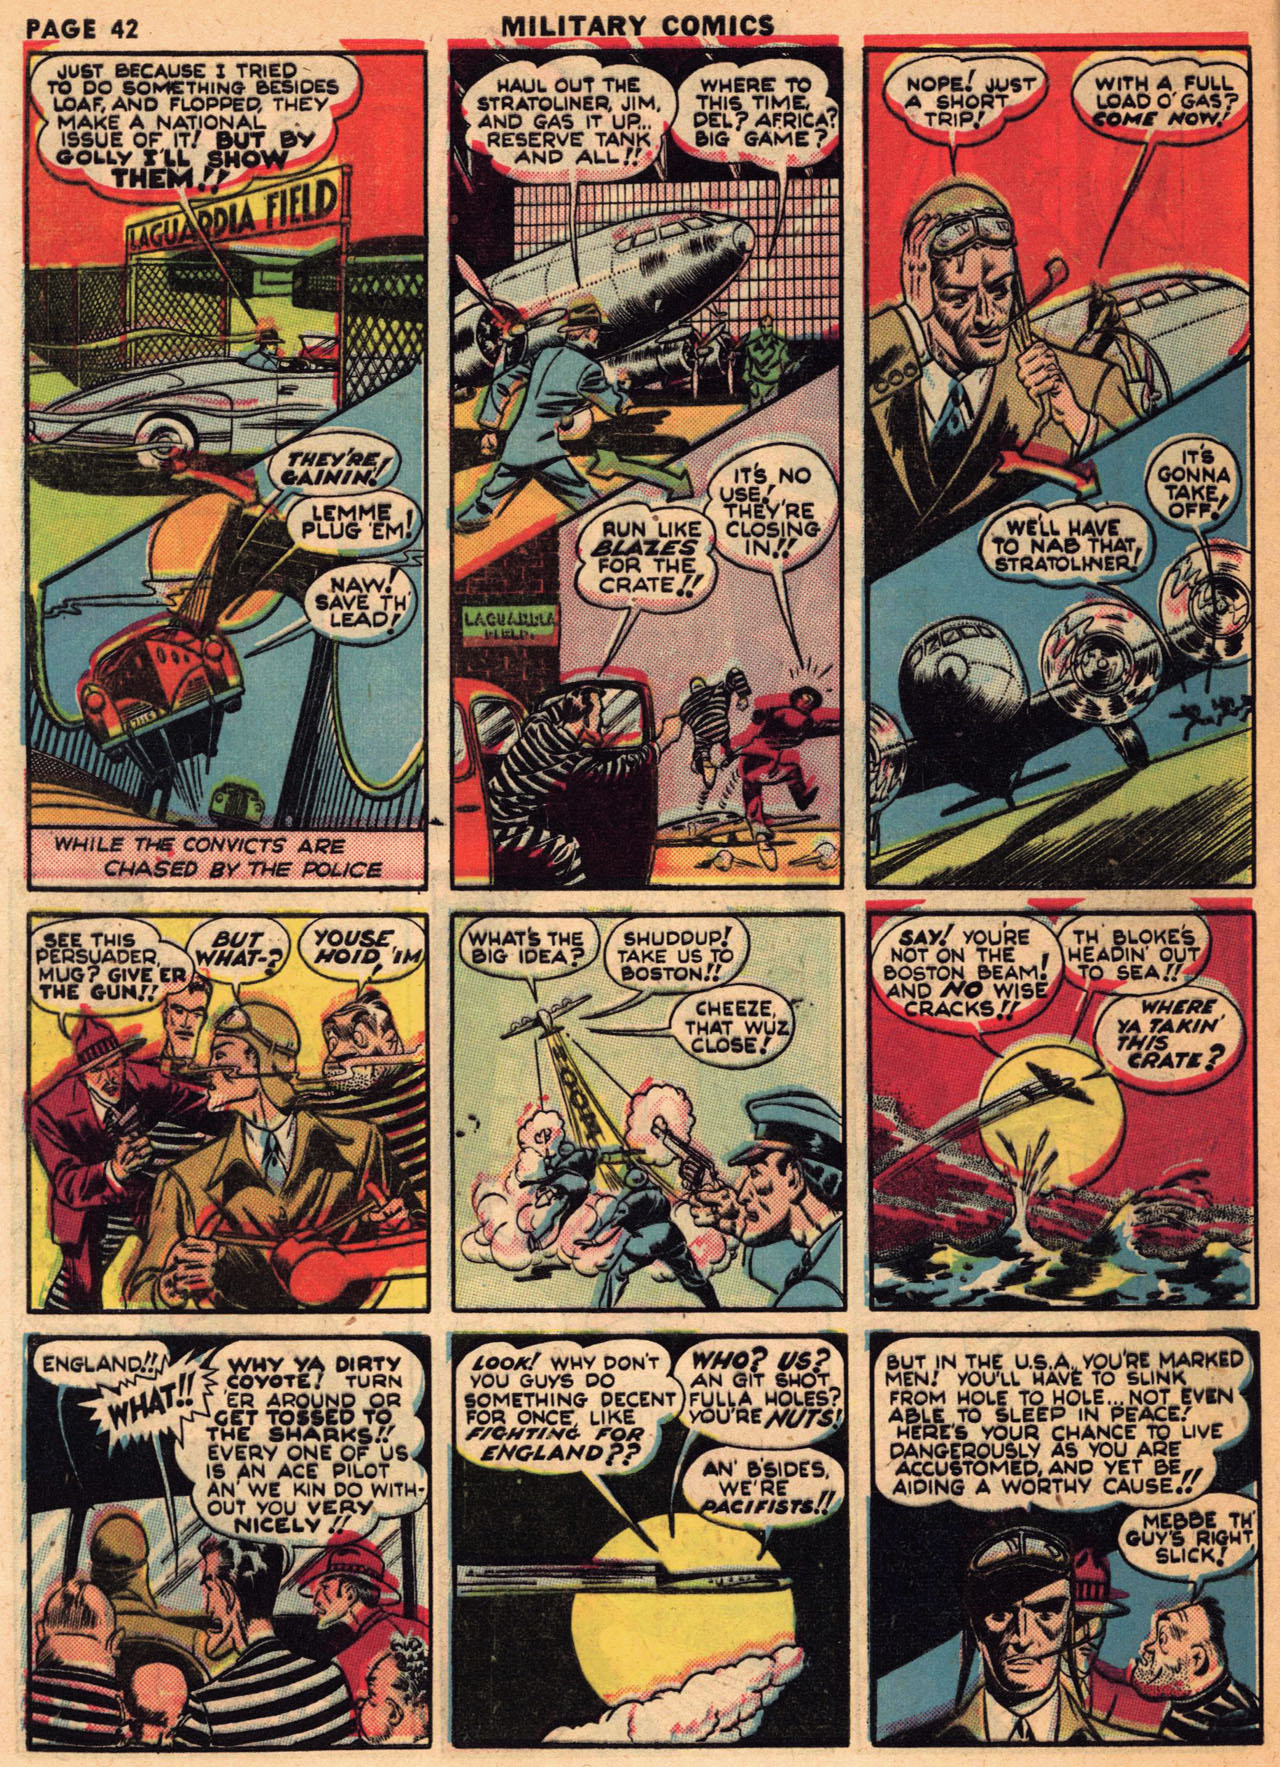 PAGE 42
MILITARY COMICS
JUST BECAUSE I TRIED
TO DO SOMETHING BESIDES
LOAF, AND FLOPPED, THEY
MAKE A NATIONAL
ISSUE OF IT! BUT BY
GOLLY I'LL SHOW
THEM!!
LAGUARDIA FIELD
THEY'RE
GAININ'!
LEMME
PLUG 'EM!
NAW!
SAVE TH'
LEAD!
WHILE THE CONVICTS ARE
CHASED BY THE POLICE
HAUL OUT THE
STRATOLINER, JIM,
AND GAS IT UP...
RESERVE TANK
AND ALL!!
WHERE TO
THIS TIME,
DEL? AFRICA?
BIG GAME?
IT'S NO
USE!
THEY'RE
CLOSING
IN!!
RUN LIKE
BLAZES
FOR THE
CRATE!!
LAGUARDIA
FIELD.
NOPE! JUST
A SHORT
TRIP!
WITH A FULL
LOAD O' GAS?
COME NOW!
IT'S
GONNA
TAKE
OFF!
WE'LL HAVE
TO NAB THAT
STRATOLINER!
SEE THIS
PERSUADER,
MUG? GIVE 'ER
THE GUN!!
BUT
WHAT-?
YOUSE
HOID 'IM!
WHAT'S THE
BIG IDEA?
SHUDDUP!
TAKE US TO
BOSTON!!
CHEEZE,
THAT WUZ
CLOSE!
SAY! YOU'RE
NOT ON THE
BOSTON BEAM!
AND NO WISE
CRACKS!!
TH' BLOKE'S
HEADIN' OUT
TO SEA!!
WHERE
YA TAKIN'
THIS
CRATE?
ENGLAND!!
WHAT!!
WHY YA DIRTY
COYOTE! TURN
'ER AROUND OR
GET TOSSED TO
THE SHARKS!!
EVERY ONE OF US
IS AN ACE PILOT
AN' WE KIN DO WITH-
OUT YOU VERY
NICELY!!
LOOK! WHY DON'T
YOU GUYS DO
SOMETHING DECENT
FOR ONCE, LIKE
FIGHTING FOR
ENGLAND??
WHO? US?
AN GIT SHOT
FULLA HOLES?
YOU'RE NUTS!
AN' B'SIDES,
WE'RE
PACIFISTS!!
BUT IN THE U.S.A., YOU'RE MARKED
MEN! YOU'LL HAVE TO SLINK
FROM HOLE TO HOLE... NOT EVEN
ABLE TO SLEEP IN PEACE!
HERE'S YOUR CHANCE TO LIVE
DANGEROUSLY AS YOU ARE
ACCUSTOMED, AND YET BE
AIDING A WORTHY CAUSE!!
MEBBE TH'
GUY'S RIGHT,
SLICK!